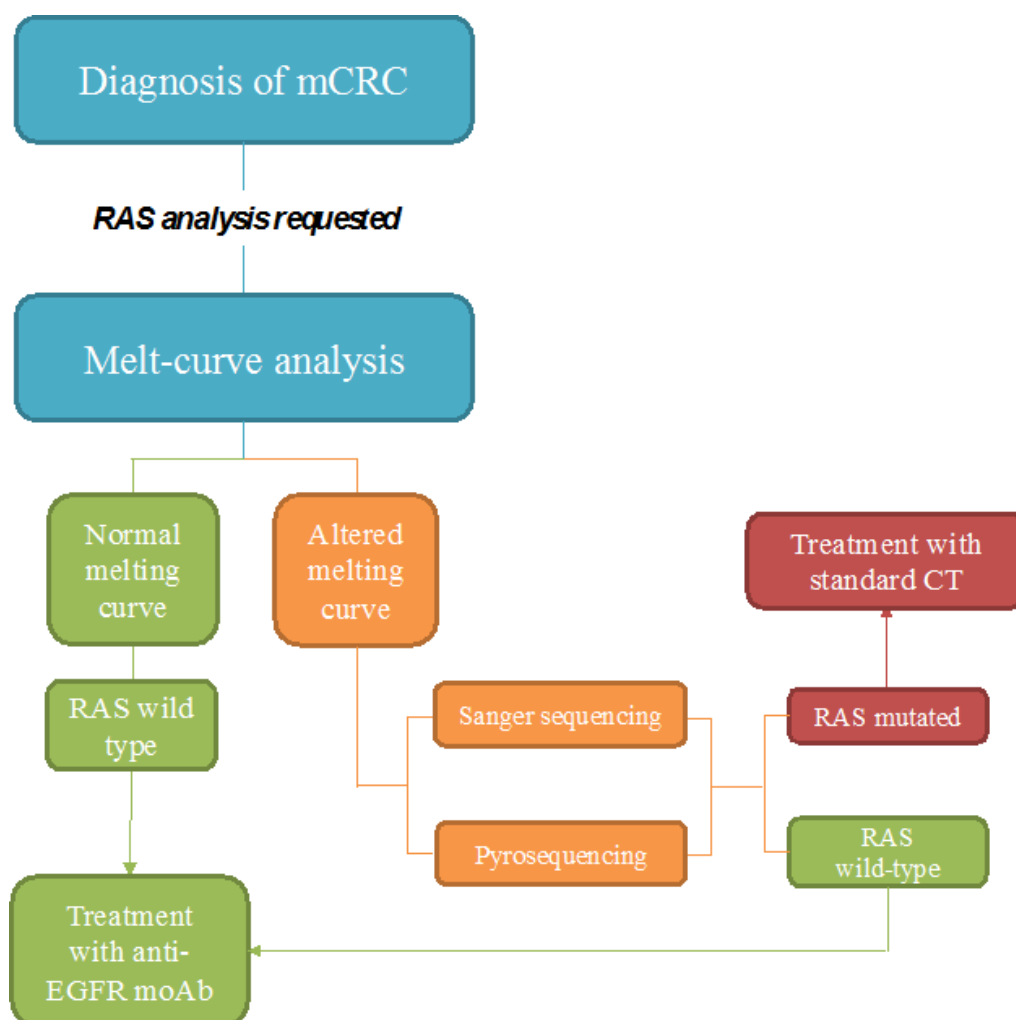 Diagnosis of mCRC
RAS analysis requested
Melt-curve analysis
Normal
melting
curve
Altered
melting
curve
Treatment with
standard CT
RAS wild
type
Sanger sequencing
RAS mutated
Pyrosequencing
RAS
wild-type
Treatment
with anti-
EGFR moAb